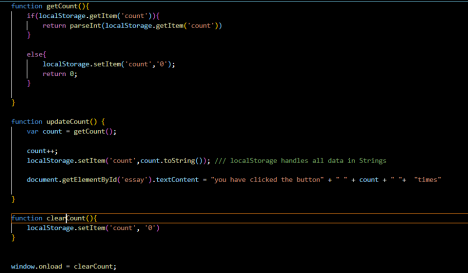 function getCount(){
if(localStorage.getItem('count')){
return parseInt(localStorage.getItem('count'))
}
else{
localStorage.setItem('count','0');
return 0;
}
}
function updateCount() {
var count = getCount();
count++;
localStorage.setItem('count',count.toString()); /// localStorage handles all data in Strings
document.getElementById('essay').textContent = "you have clicked the button" + " " + count + " "+ "times"
}
function clearCount(){
localStorage.setItem('count', '0')
}
window.onload = clearCount;